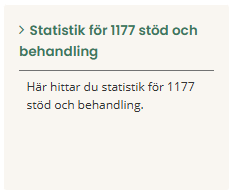 Statistik för 1177 stöd och
behandling
Här hittar du statistik för 1177
stöd och behandling.